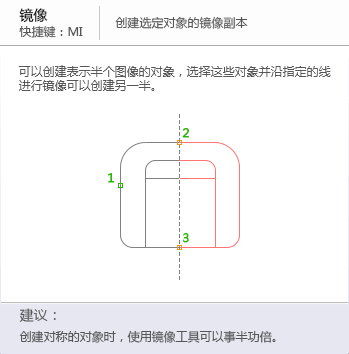 镜像
快捷键：MI
创建选定对象的镜像副本
可以创建表示半个图像的对象，选择这些对象并沿指定的线
进行镜像可以创建另一半。
2
1
3
建议：
创建对称的对象时，使用镜像工具可以事半功倍。